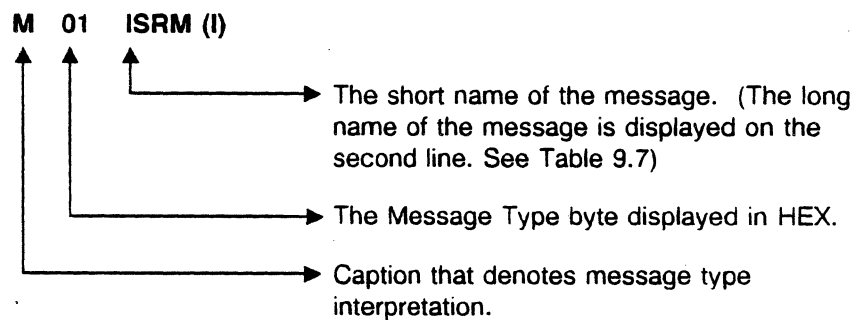 M 01 ISRM (I)
The short name of the message. (The long
name of the message is displayed on the
second line. See Table 9.7)
The Message Type byte displayed in HEX.
Caption that denotes message type
interpretation.